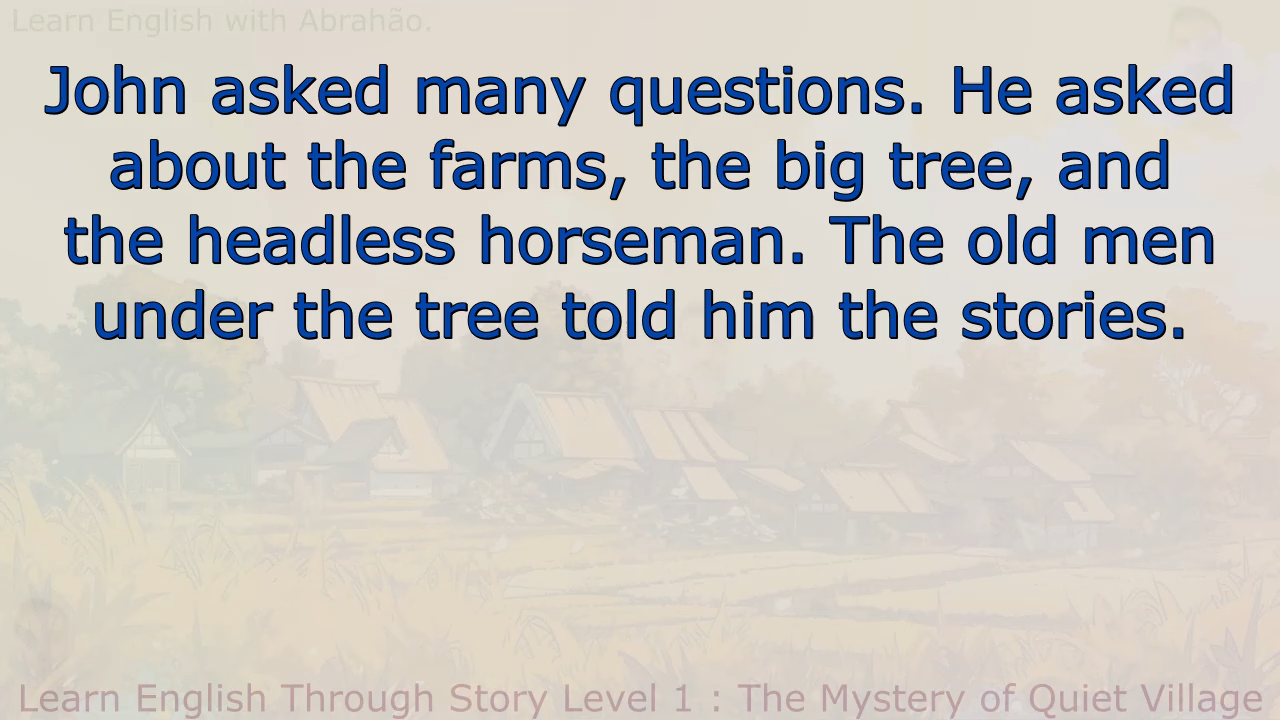 Learn English with Abrahão.
John asked many questions. He asked
about the farms, the big tree, and
the headless horseman. The old men
under the tree told him the stories.
Learn English Through Story Level 1 : The Mystery of Quiet Village